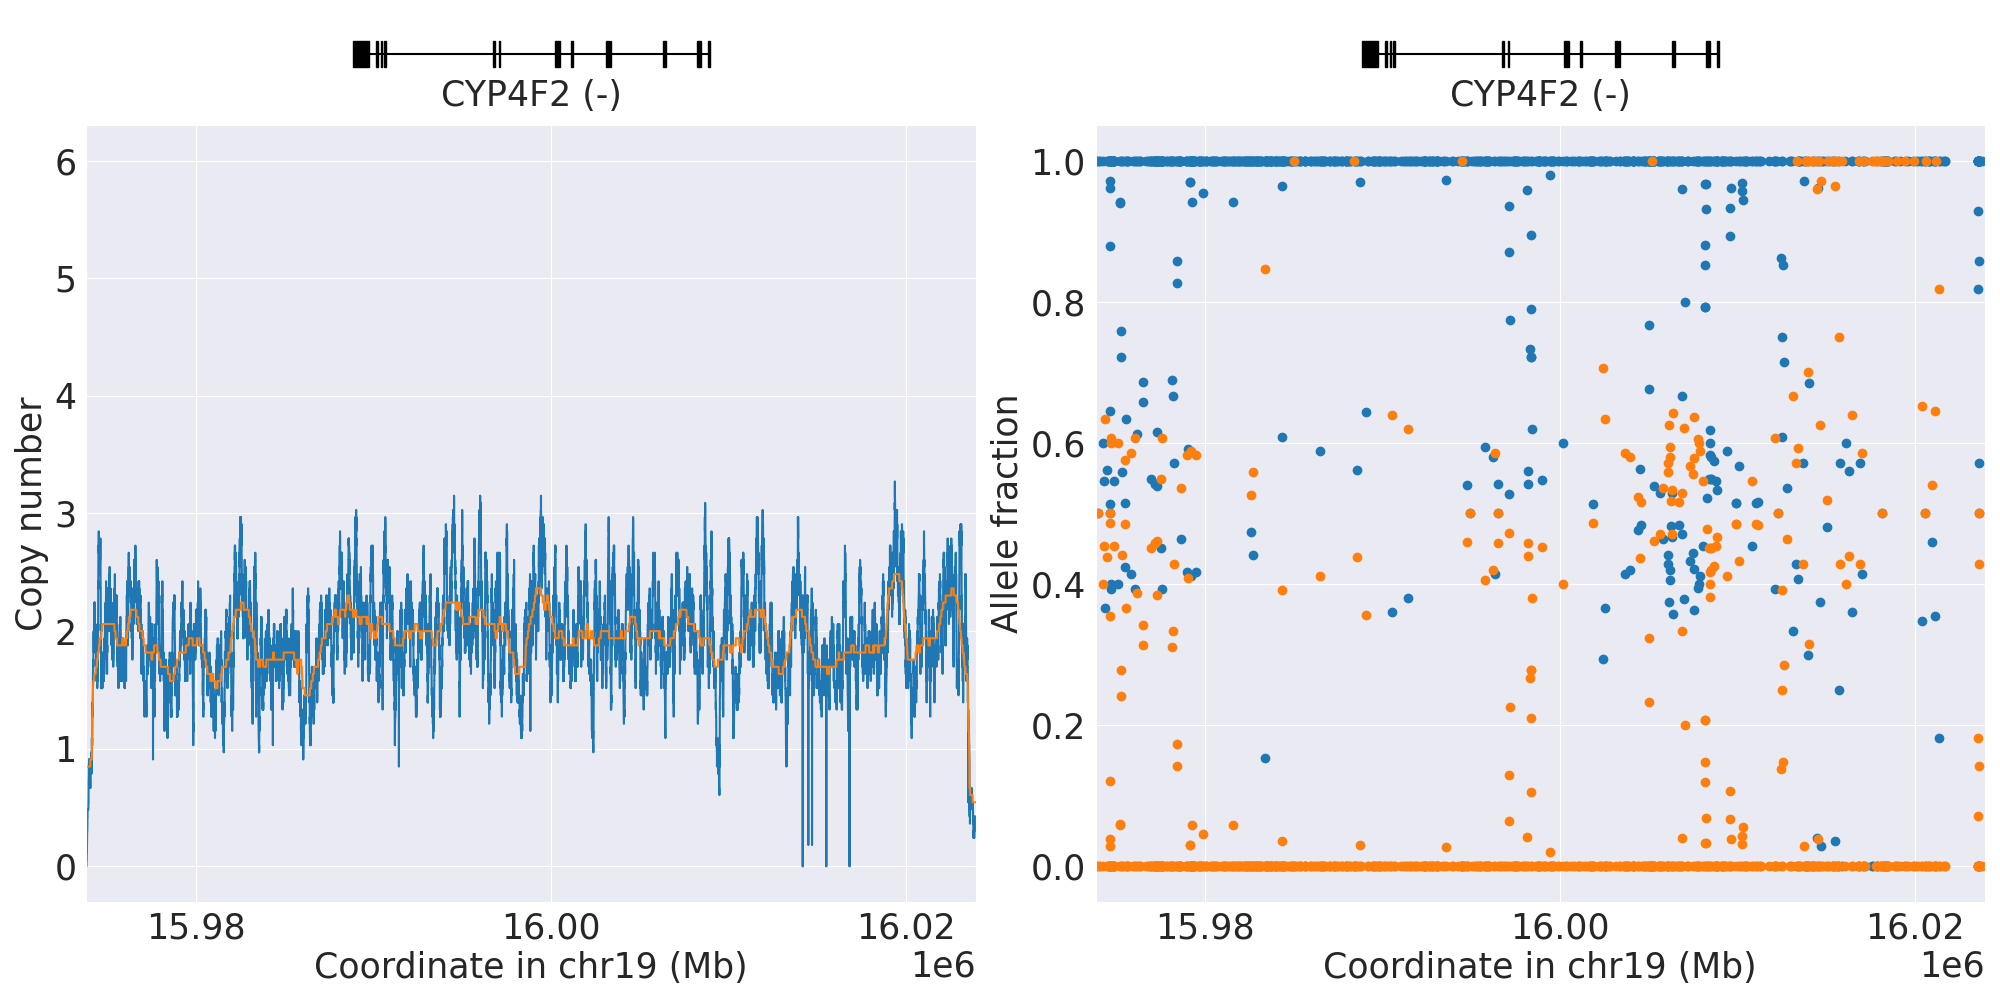 CYP4F2 (-)
6
5
4
3
2
1
0
Copy number
15.98
16.00
16.02
Coordinate in chr19 (Mb)
1e6
CYP4F2 (-)
1.0
0.8
0.6
0.4
0.2
0.0
Allele fraction
15.98
16.00
16.02
Coordinate in chr19 (Mb)
1e6